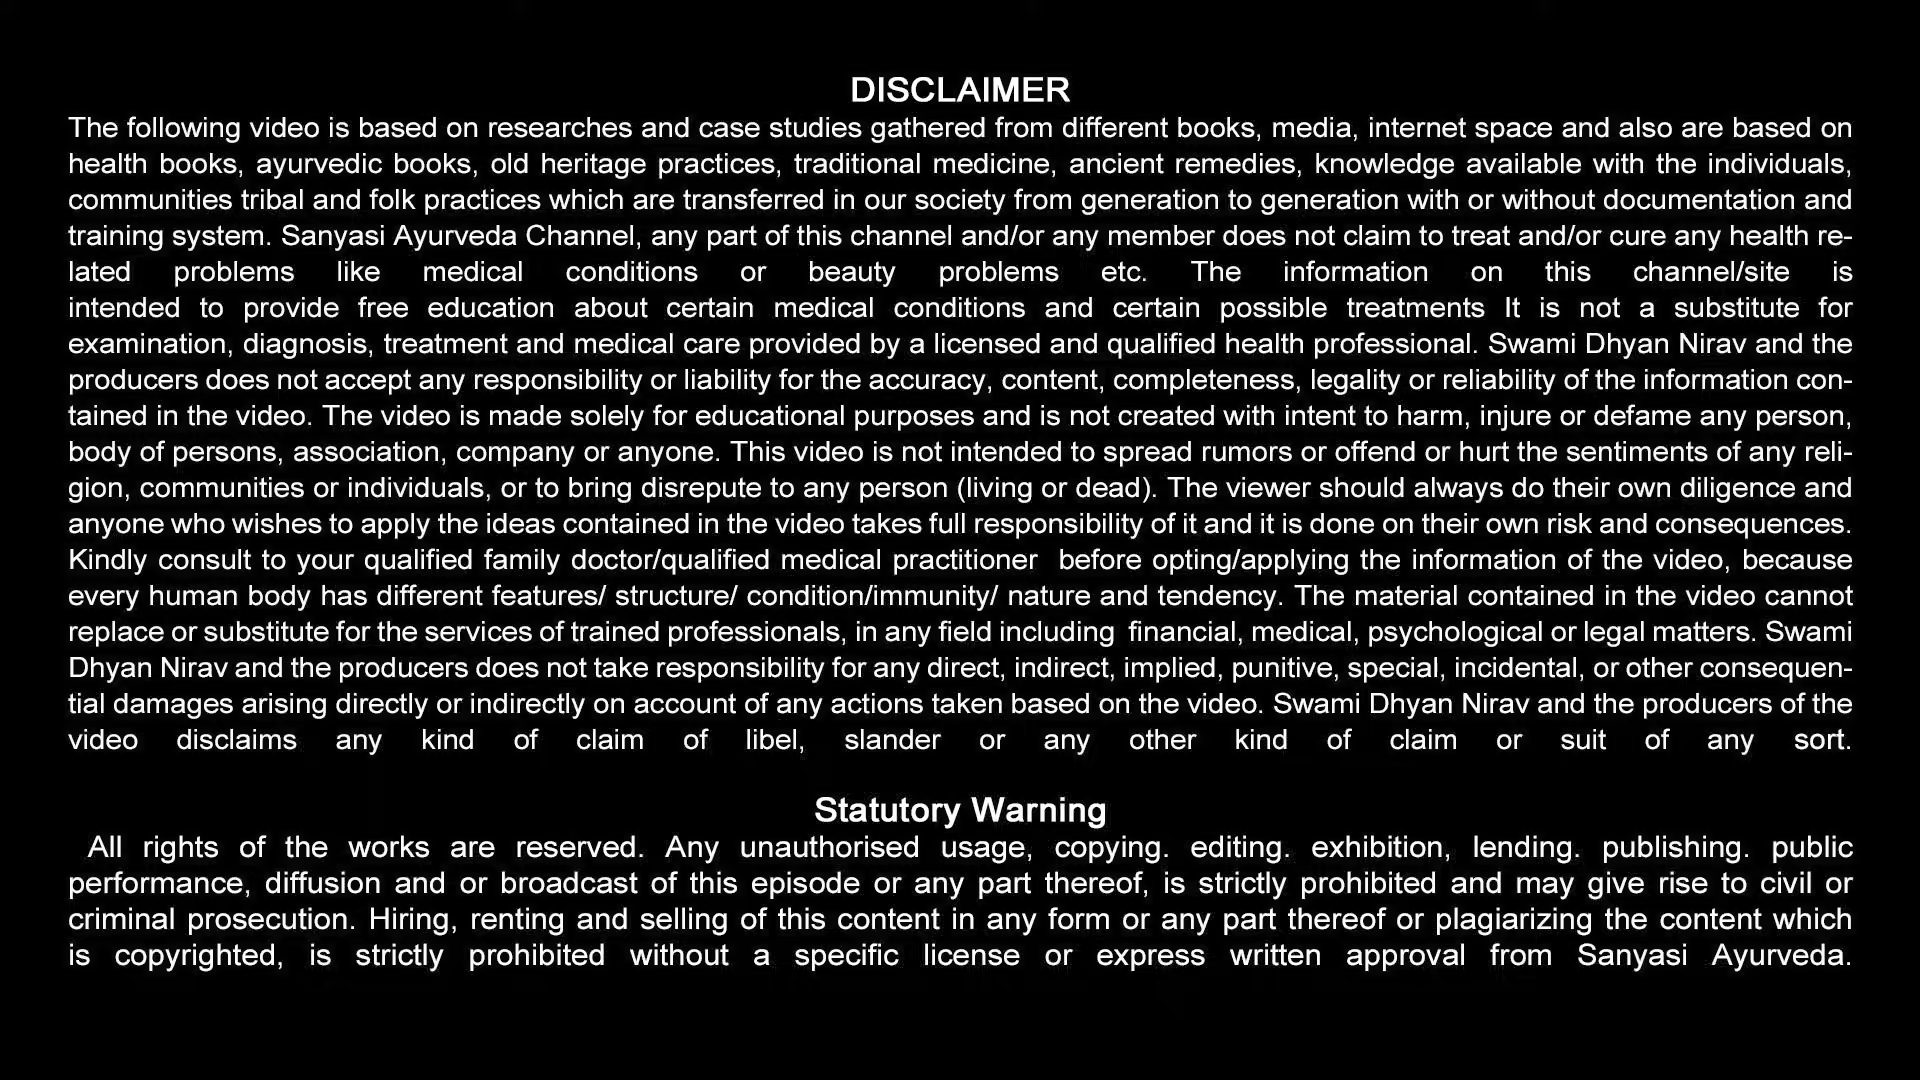 DISCLAIMER
The following video is based on researches and case studies gathered from different books, media, internet space and also are based on
health books, ayurvedic books, old heritage practices, traditional medicine, ancient remedies, knowledge available with the individuals,
communities tribal and folk practices which are transferred in our society from generation to generation with or without documentation and
training system. Sanyasi Ayurveda Channel, any part of this channel and/or any member does not claim to treat and/or cure any health re-
lated problems like medical conditions or beauty problems etc. The information on this channel/site is
intended to provide free education about certain medical conditions and certain possible treatments It is not a substitute for
examination, diagnosis, treatment and medical care provided by a licensed and qualified health professional. Swami Dhyan Nirav and the
producers does not accept any responsibility or liability for the accuracy, content, completeness, legality or reliability of the information con-
tained in the video. The video is made solely for educational purposes and is not created with intent to harm, injure or defame any person,
body of persons, association, company or anyone. This video is not intended to spread rumors or offend or hurt the sentiments of any reli-
gion, communities or individuals, or to bring disrepute to any person (living or dead). The viewer should always do their own diligence and
anyone who wishes to apply the ideas contained in the video takes full responsibility of it and it is done on their own risk and consequences.
Kindly consult to your qualified family doctor/qualified medical practitioner before opting/applying the information of the video, because
every human body has different features/ structure/ condition/immunity/ nature and tendency. The material contained in the video cannot
replace or substitute for the services of trained professionals, in any field including financial, medical, psychological or legal matters. Swami
Dhyan Nirav and the producers does not take responsibility for any direct, indirect, implied, punitive, special, incidental, or other consequen-
tial damages arising directly or indirectly on account of any actions taken based on the video. Swami Dhyan Nirav and the producers of the
video disclaims any kind of claim of libel, slander or any other kind of claim or suit of any sort.
Statutory Warning
All rights of the works are reserved. Any unauthorised usage, copying. editing. exhibition, lending. publishing. public
performance, diffusion and or broadcast of this episode or any part thereof, is strictly prohibited and may give rise to civil or
criminal prosecution. Hiring, renting and selling of this content in any form or any part thereof or plagiarizing the content which
is copyrighted, is strictly prohibited without a specific license or express written approval from Sanyasi Ayurveda.